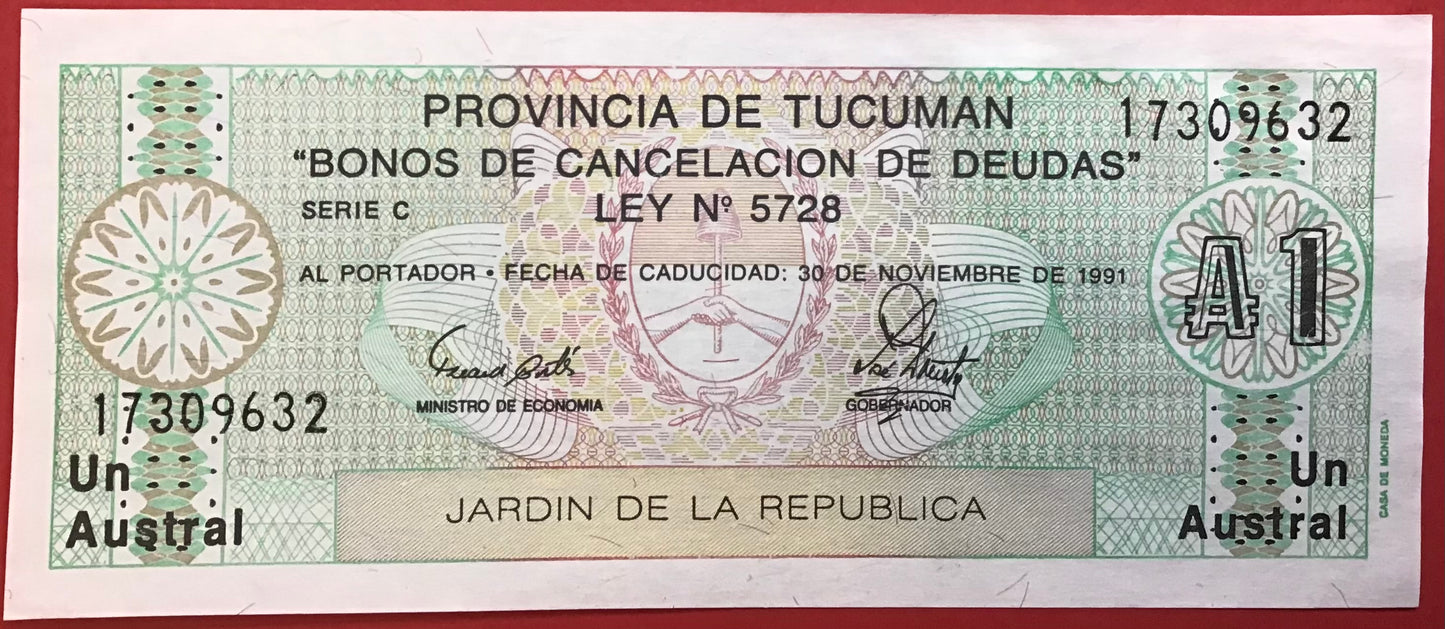 PROVINCIA DE TUCUMAN
17309632
"BONOS DE CANCELACION DE DEUDAS"
SERIE C
LEY Nº 5728
AL PORTADOR • FECHA DE CADUCIDAD: 30 DE NOVIEMBRE DE 1991
₳ 1
MINISTRO DE ECONOMIA
GOBERNADOR
17309632
Un
Austral
JARDIN DE LA REPUBLICA
Un
Austral
CASA DE MONEDA